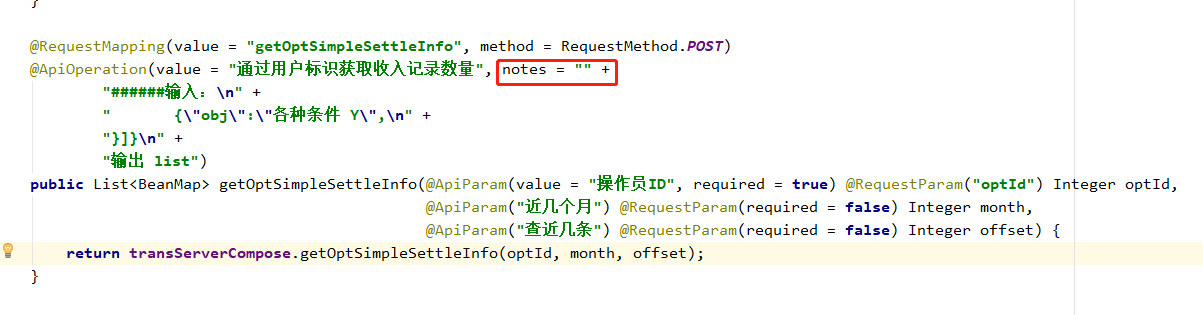 }
@RequestMapping(value = "getOptSimpleSettleInfo", method = RequestMethod.POST)
@ApiOperation(value = "通过用户标识获取收入记录数量", notes = "" +
"######输入: \n" +
"       {\"obj\":\"各种条件 Y\",\n" +
"}]}\n" +
"输出 list")
public List<BeanMap> getOptSimpleSettleInfo(@ApiParam(value = "操作员ID", required = true) @RequestParam("optId") Integer optId,
@ApiParam("近几个月") @RequestParam(required = false) Integer month,
@ApiParam("查近几条") @RequestParam(required = false) Integer offset) {
return transServerCompose.getOptSimpleSettleInfo(optId, month, offset);
}